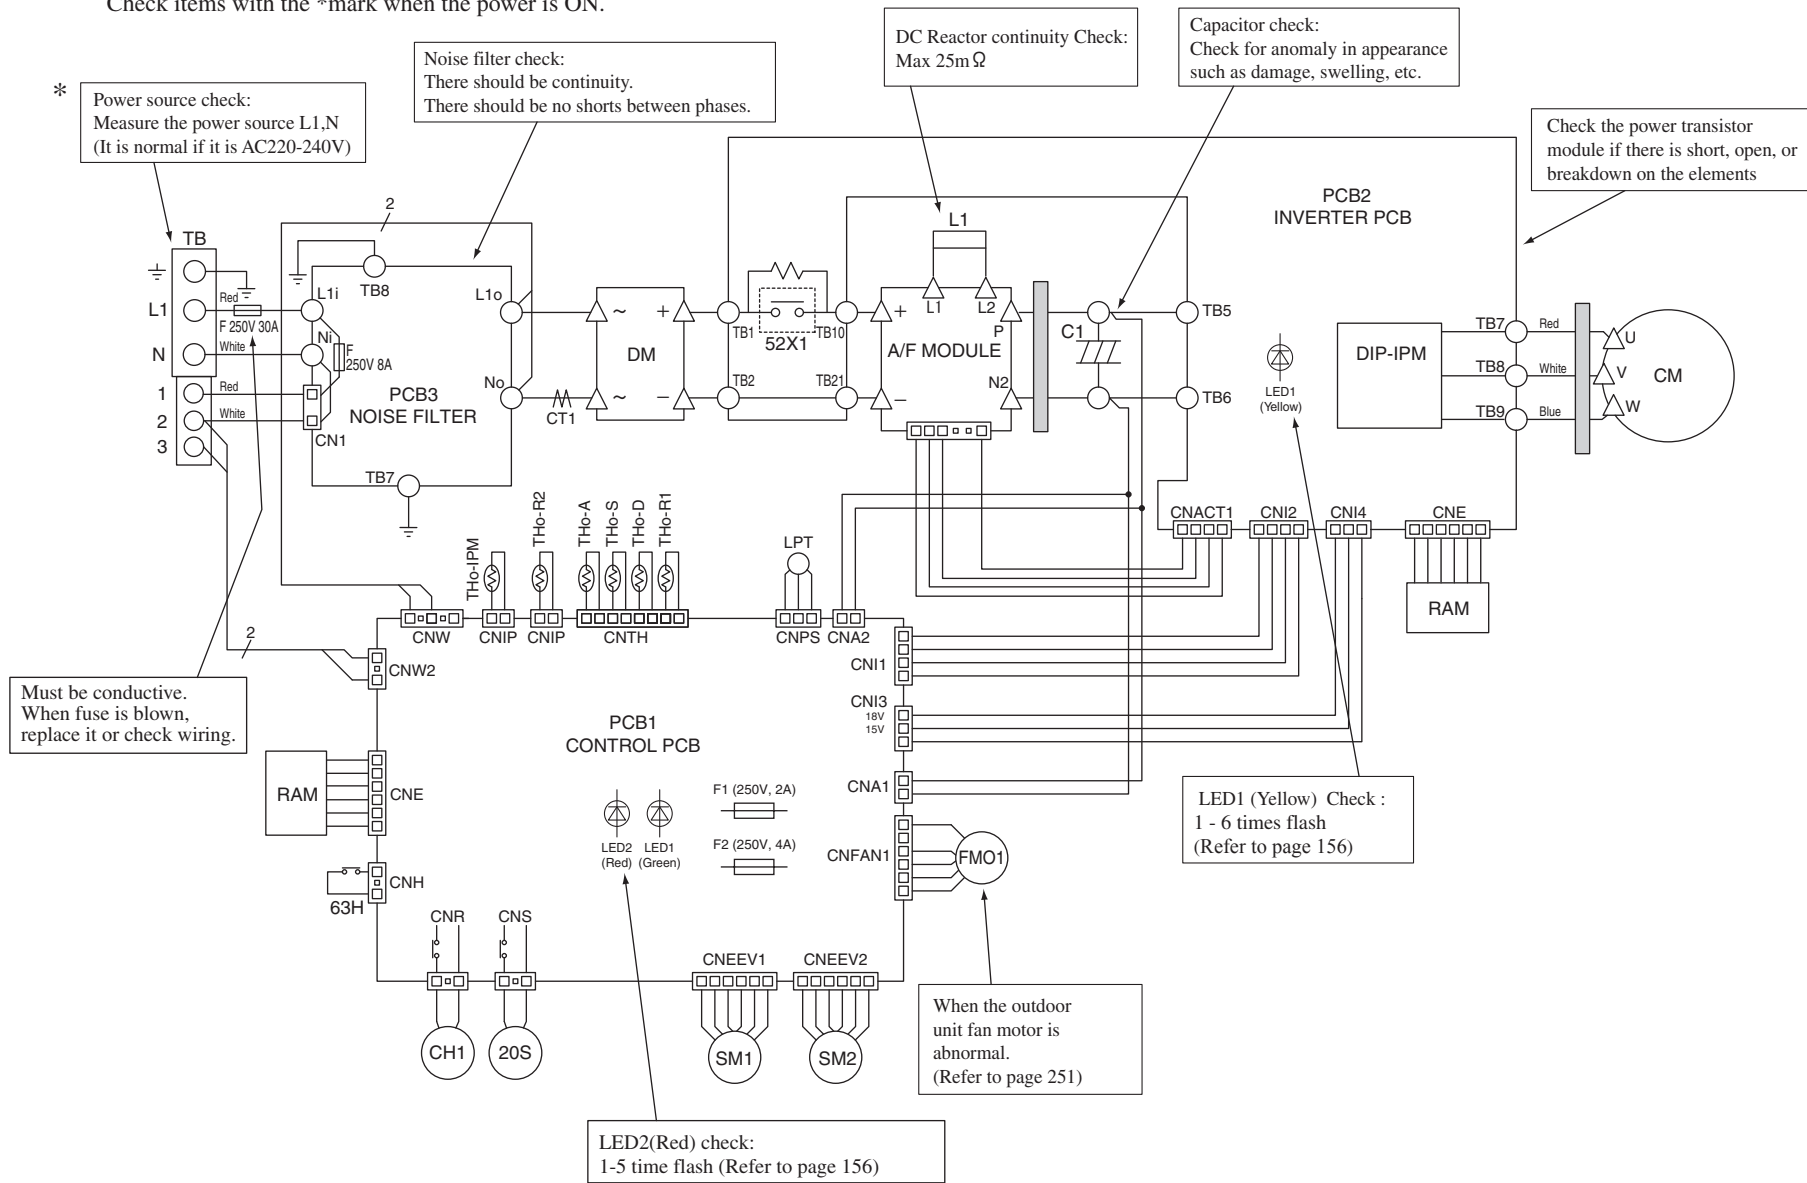 Check items with the *mark when the power is ON.
DC Reactor continuity Check:
Max 25mΩ
Capacitor check:
Check for anomaly in appearance
such as damage, swelling, etc.
Noise filter check:
There should be continuity.
There should be no shorts between phases.
*
Power source check:
Measure the power source L1,N
(It is normal if it is AC220-240V)
Check the power transistor
module if there is short, open, or
breakdown on the elements
PCB2
INVERTER PCB
2
TB
L1
TB8
L1i
L1o
Red
L1
F 250V 30A
Ni
White
N
F
250V 8A
1
Red
2
White
3
PCB3
NOISE FILTER
CN1
No
CT1
TB7
~
+
DM
~
−
TB1
TB10
52X1
TB2
TB21
+
L1
L2
P
A/F MODULE
N2
−
C1
TB5
TB6
LED1
(Yellow)
DIP-IPM
TB7
Red
U
TB8
White
V
CM
TB9
Blue
W
THo-IPM
THo-R2
THo-A
THo-S
THo-D
THo-R1
LPT
CNACT1
CNI2
CNI4
CNE
RAM
CNW
CNIP
CNIP
CNTH
CNPS
CNA2
2
CNW2
CNI1
CNI3
18V
15V
Must be conductive.
When fuse is blown,
replace it or check wiring.
PCB1
CONTROL PCB
RAM
CNE
CNA1
F1 (250V, 2A)
LED2
(Red)
LED1
(Green)
F2 (250V, 4A)
CNFAN1
FMO1
LED1 (Yellow) Check :
1 - 6 times flash
(Refer to page 156)
CNH
63H
CNR
CNS
CNEEV1
CNEEV2
CH1
20S
SM1
SM2
When the outdoor
unit fan motor is
abnormal.
(Refer to page 251)
LED2(Red) check:
1-5 time flash (Refer to page 156)